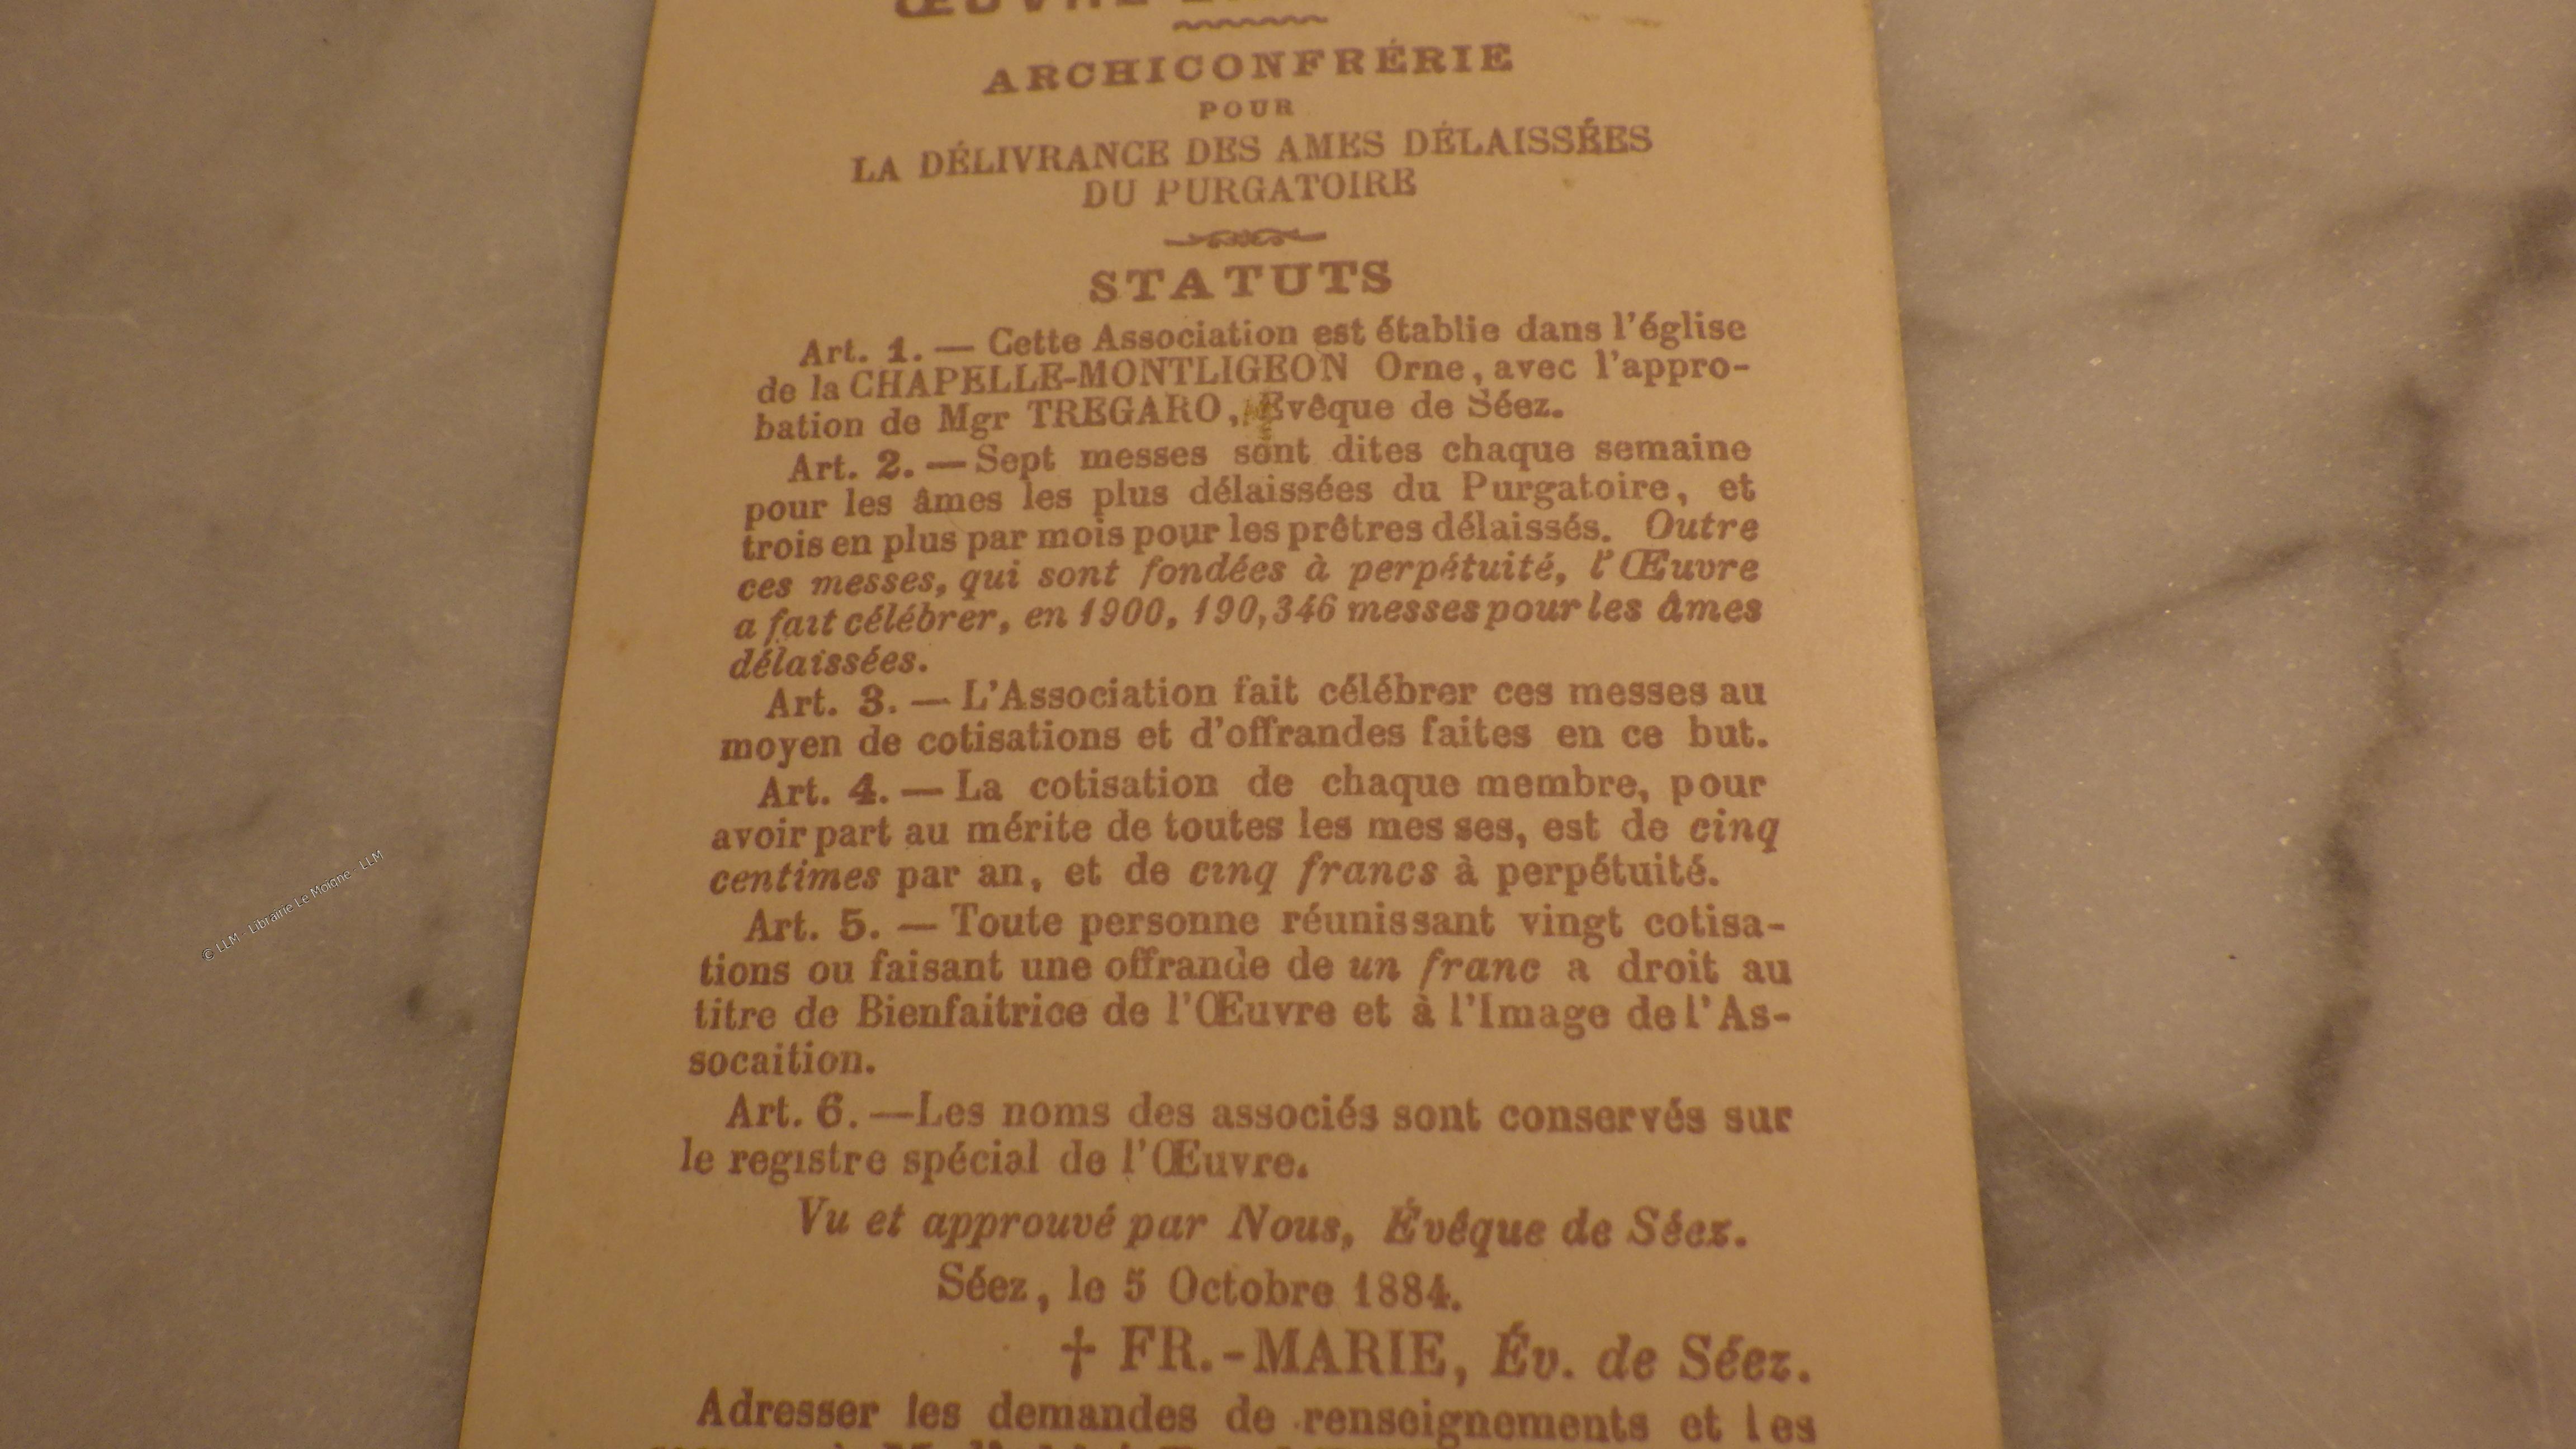 ŒUVRE
ARCHICONFRÉRIE
POUR
LA DÉLIVRANCE DES AMES DÉLAISSÉES
DU PURGATOIRE
STATUTS
Art. 1. — Cette Association est établie dans l'église
de la CHAPELLE-MONTLIGEON Orne, avec l'appro-
bation de Mgr TREGARO, Evêque de Séez.
Art. 2. — Sept messes sont dites chaque semaine
pour les âmes les plus délaissées du Purgatoire, et
trois en plus par mois pour les prêtres délaissés. Outre
ces messes, qui sont fondées à perpétuité, l'Œuvre
a fait célébrer, en 1900, 190,346 messes pour les âmes
délaissées.
Art. 3. — L'Association fait célébrer ces messes au
moyen de cotisations et d'offrandes faites en ce but.
Art. 4. — La cotisation de chaque membre, pour
avoir part au mérite de toutes les mes ses, est de cinq
centimes par an, et de cinq francs à perpétuité.
Art. 5. — Toute personne réunissant vingt cotisa-
tions ou faisant une offrande de un franc a droit au
titre de Bienfaitrice de l'Œuvre et à l'Image de l'As-
socaition.
Art. 6. — Les noms des associés sont conservés sur
le registre spécial de l'Œuvre.
Vu et approuvé par Nous, Évêque de Séez.
Séez, le 5 Octobre 1884.
† FR.-MARIE, Év. de Séez.
Adresser les demandes de renseignements et les
© LLM - Librairie Le Moigne - LLM